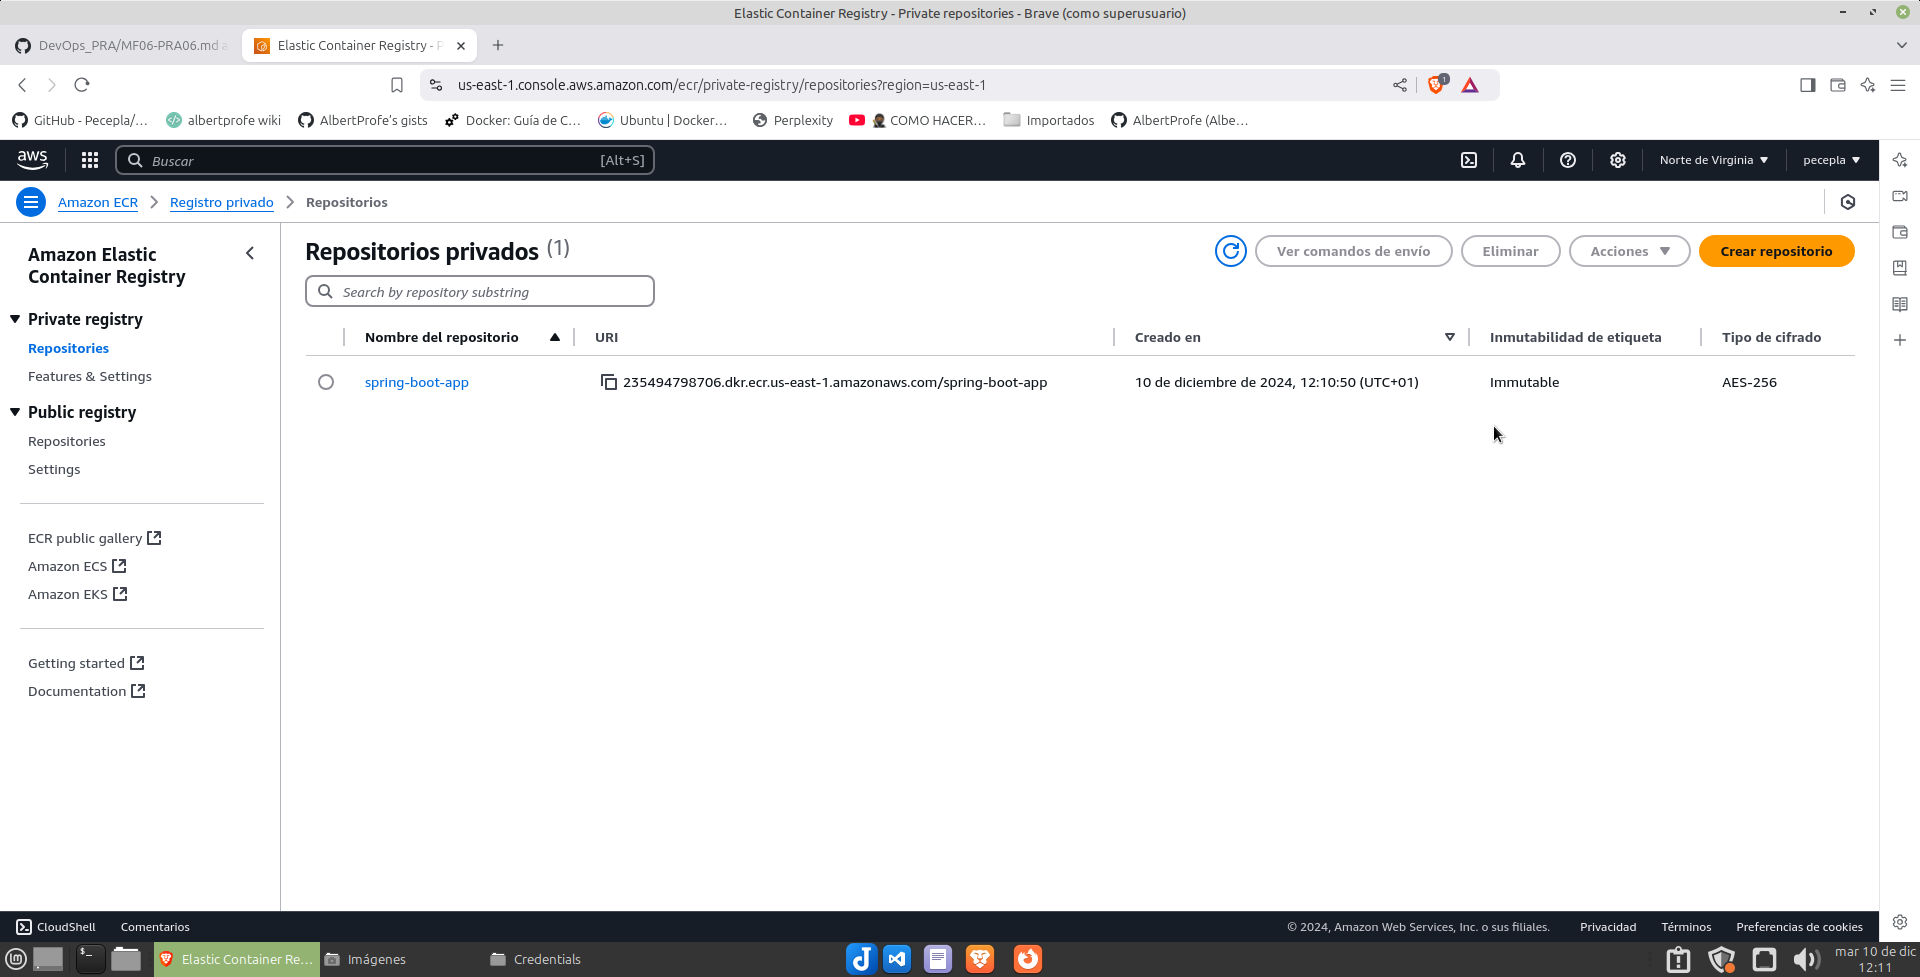 Elastic Container Registry - Private repositories - Brave (como superusuario)
DevOps_PRA/MF06-PRA06.md a
Elastic Container Registry - P
us-east-1.console.aws.amazon.com/ecr/private-registry/repositories?region=us-east-1
1
GitHub - Pecepla/...
albertprofe wiki
AlbertProfe's gists
Docker: Guía de C...
Ubuntu | Docker...
Perplexity
COMO HACER...
Importados
AlbertProfe (Albe...
aws
Buscar
[Alt+S]
Norte de Virginia
pecepla
Amazon ECR
Registro privado
Repositorios
Amazon Elastic
Container Registry
Private registry
Repositories
Features & Settings
Public registry
Repositories
Settings
ECR public gallery
Amazon ECS
Amazon EKS
Getting started
Documentation
Repositorios privados (1)
Ver comandos de envío
Eliminar
Acciones
Crear repositorio
Search by repository substring
Nombre del repositorio
URI
Creado en
Inmutabilidad de etiqueta
Tipo de cifrado
spring-boot-app
235494798706.dkr.ecr.us-east-1.amazonaws.com/spring-boot-app
10 de diciembre de 2024, 12:10:50 (UTC+01)
Immutable
AES-256
CloudShell
Comentarios
© 2024, Amazon Web Services, Inc. o sus filiales.
Privacidad
Términos
Preferencias de cookies
Elastic Container Re...
Imágenes
Credentials
mar 10 de dic
12:11